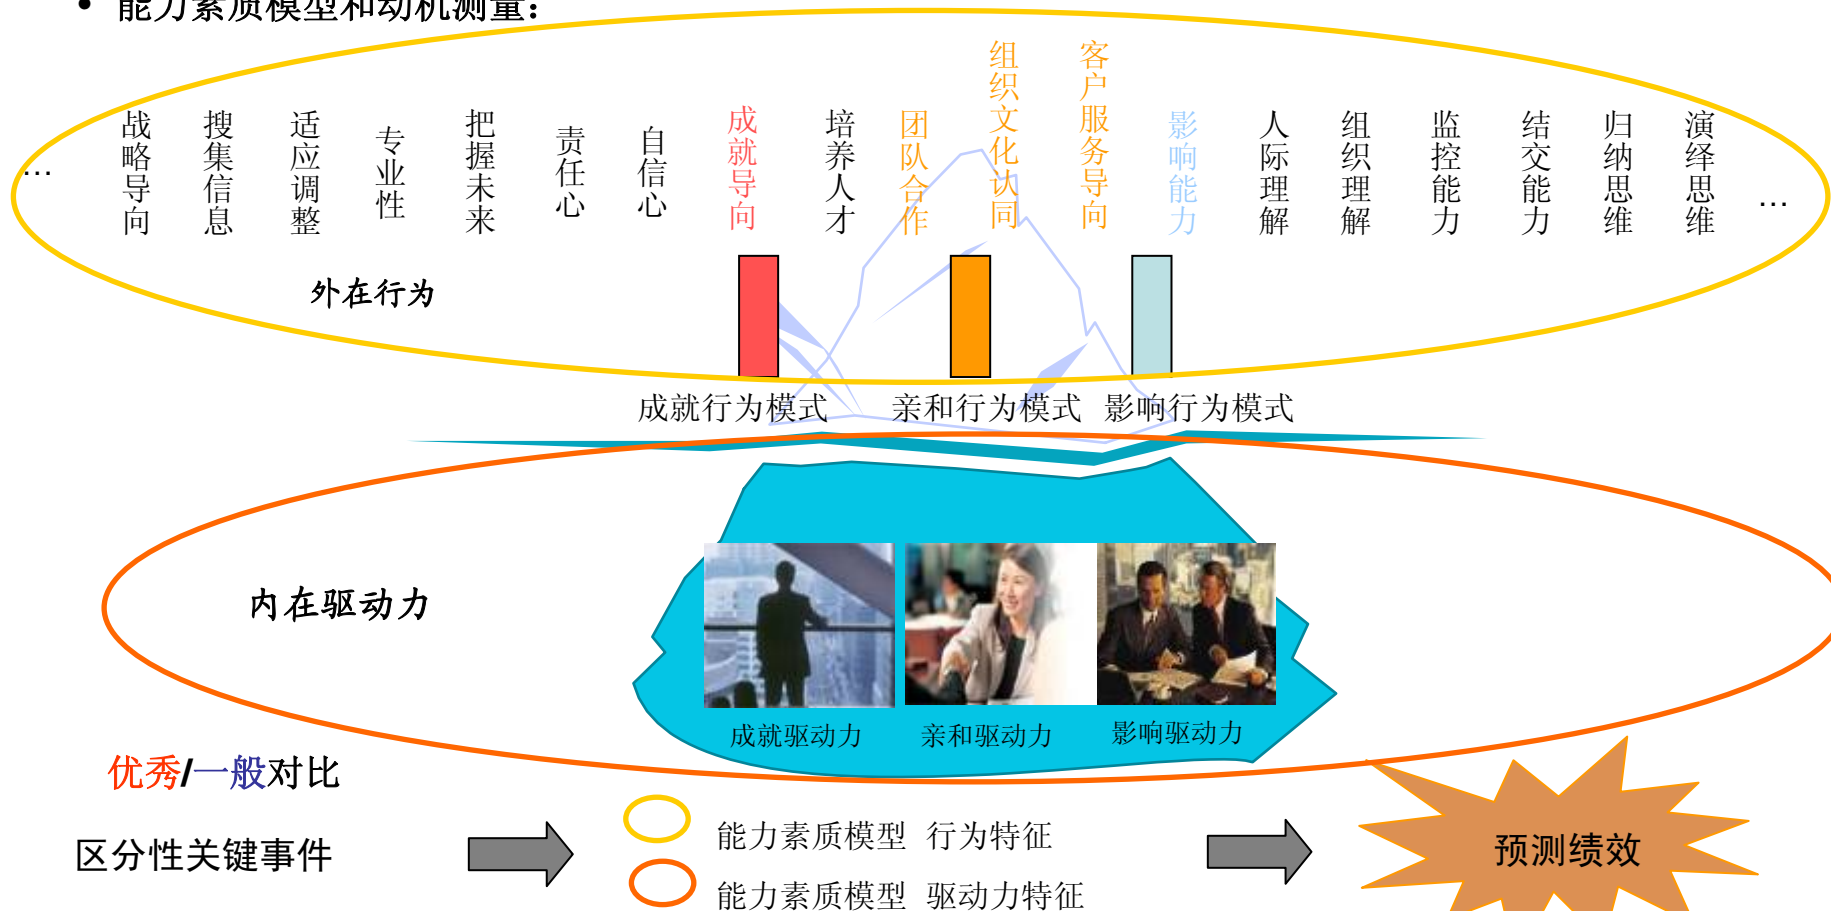 • 能力素质模型和动机测量：
…
战略导向
搜集信息
适应调整
专业性
把握未来
责任心
自信心
成就导向
培养人才
团队合作
组织文化认同
客户服务导向
影响能力
人际理解
组织理解
监控能力
结交能力
归纳思维
演绎思维
…
外在行为
成就行为模式
亲和行为模式
影响行为模式
内在驱动力
成就驱动力
亲和驱动力
影响驱动力
优秀/一般对比
区分性关键事件
能力素质模型 行为特征
能力素质模型 驱动力特征
预测绩效